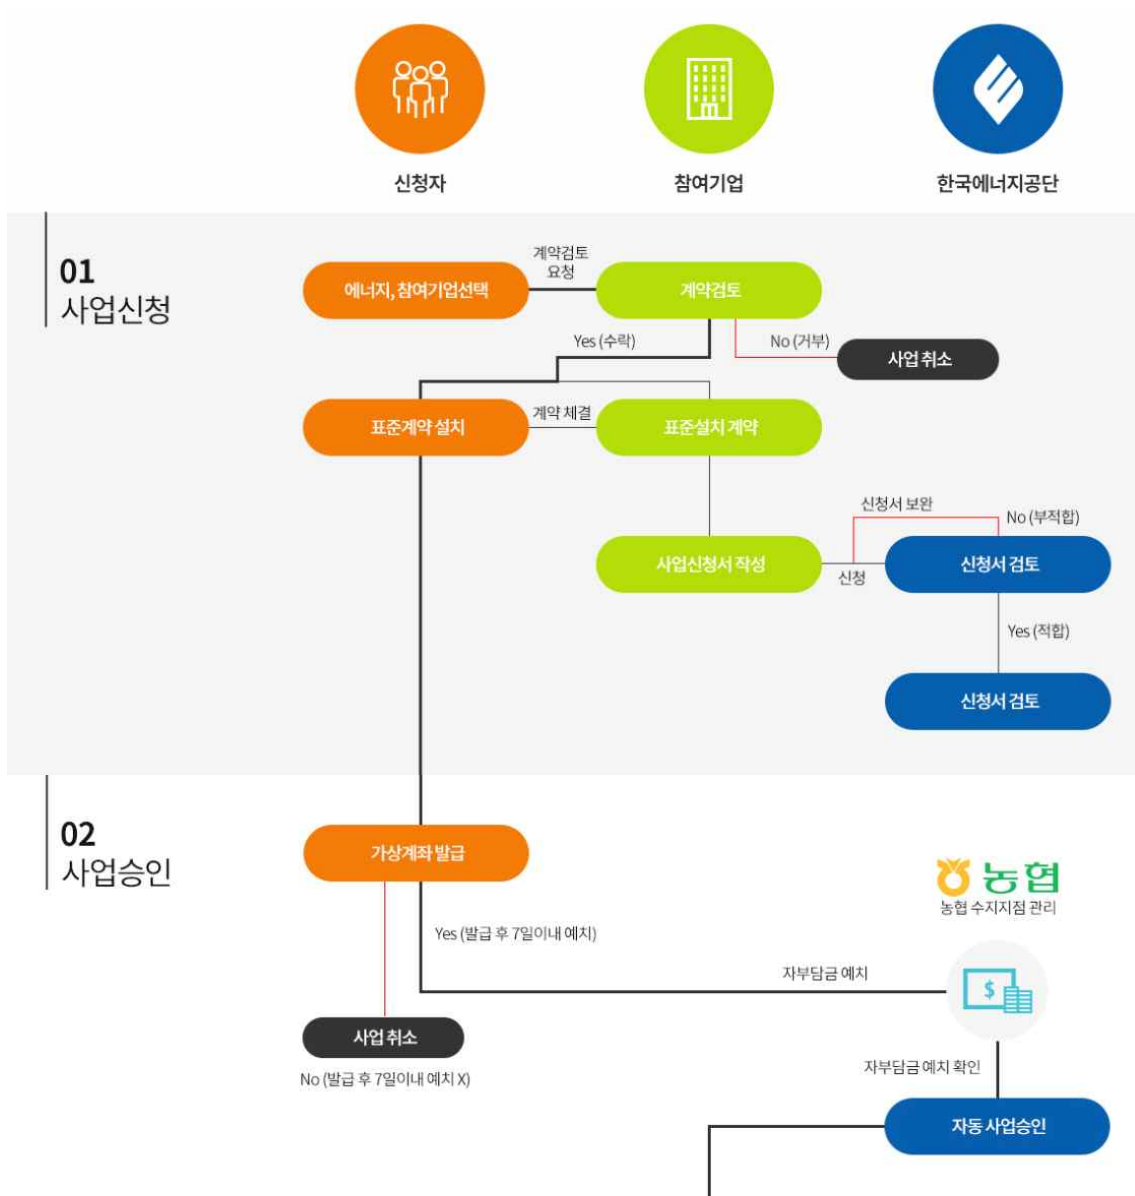 신청자
참여기업
한국에너지공단
01
사업신청
에너지, 참여기업선택
계약검토
요청
계약검토
Yes (수락)
No (거부)
사업 취소
표준계약 설치
계약 체결
표준설치 계약
신청서 보완
No (부적합)
사업신청서 작성
신청
신청서 검토
Yes (적합)
신청서 검토
02
사업승인
가상계좌 발급
농협
농협 수지지점 관리
Yes (발급 후 7일이내 예치)
자부담금 예치
$
사업 취소
No (발급 후 7일이내 예치 X)
자부담금 예치 확인
자동 사업승인